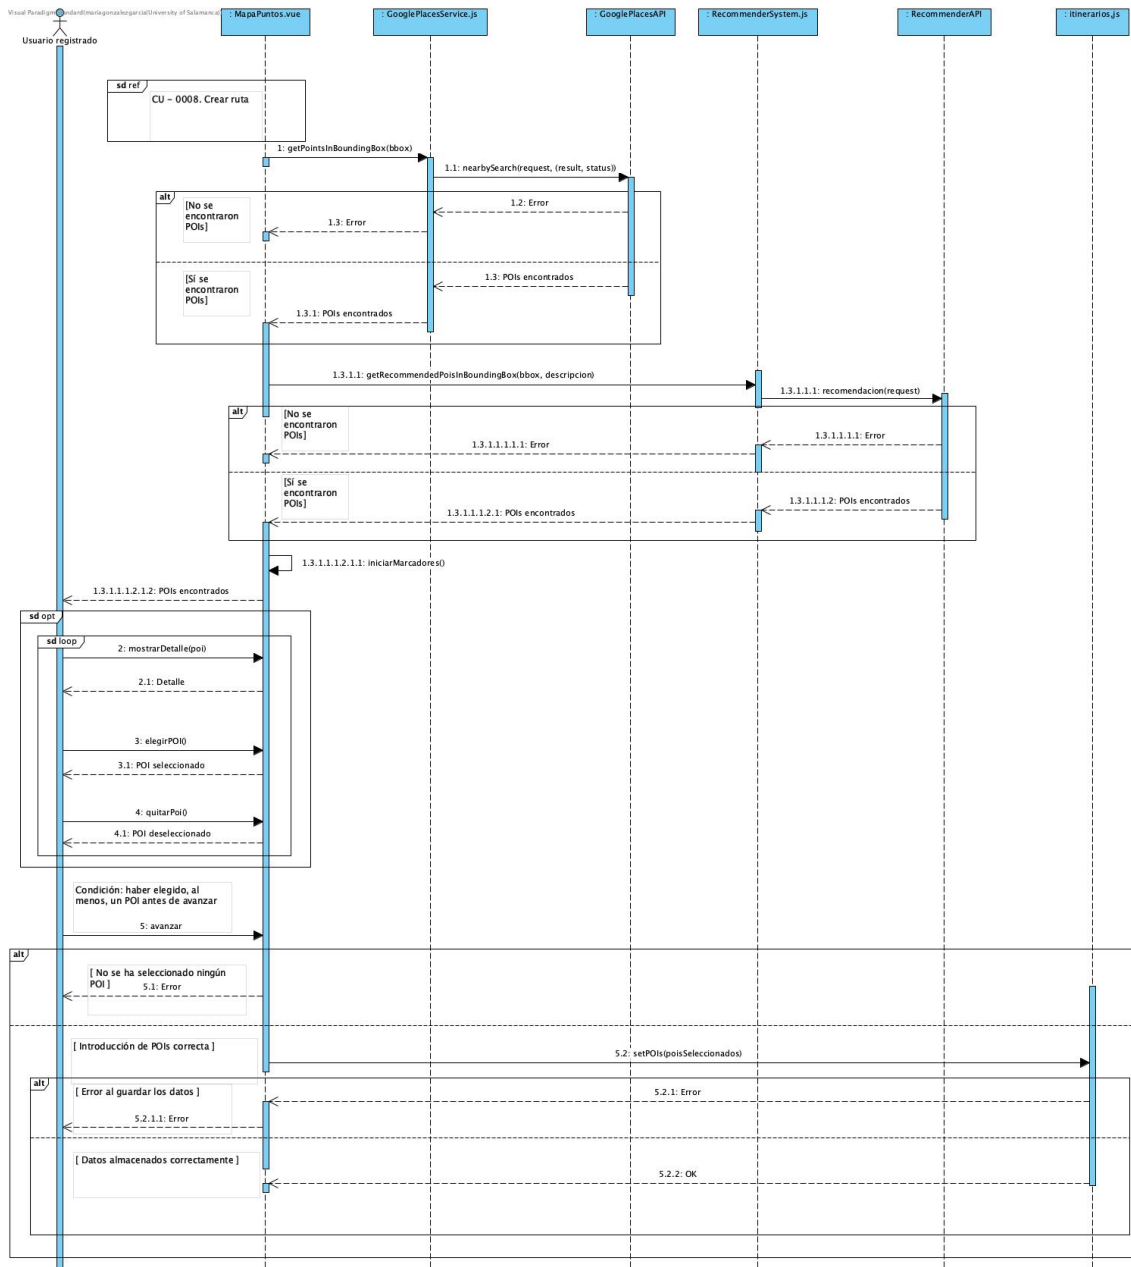 Visual Paradigm Standard(mariagonzalezgarcia(University of Salamanca))
: MapaPuntos.vue
: GooglePlacesService.js
: GooglePlacesAPI
: RecommenderSystem.js
: RecommenderAPI
: itinerarios.js
Usuario registrado
sd ref
CU - 0008. Crear ruta
1: getPointsInBoundingBox(bbox)
1.1: nearbySearch(request, (result, status))
alt
[No se
encontraron
POIs]
1.2: Error
1.3: Error
[Sí se
encontraron
POIs]
1.3: POIs encontrados
1.3.1: POIs encontrados
1.3.1.1: getRecommendedPoisInBoundingBox(bbox, descripcion)
1.3.1.1.1: recomendacion(request)
alt
[No se
encontraron
POIs]
1.3.1.1.1.1: Error
1.3.1.1.1.1.1: Error
[Sí se
encontraron
POIs]
1.3.1.1.1.2: POIs encontrados
1.3.1.1.1.2.1: POIs encontrados
1.3.1.1.1.2.1.1: iniciarMarcadores()
1.3.1.1.1.2.1.2: POIs encontrados
sd opt
sd loop
2: mostrarDetalle(poi)
2.1: Detalle
3: elegirPOI()
3.1: POI seleccionado
4: quitarPoi()
4.1: POI deseleccionado
Condición: haber elegido, al
menos, un POI antes de avanzar
5: avanzar
alt
[ No se ha seleccionado ningún
POI ]
5.1: Error
[ Introducción de POIs correcta ]
5.2: setPOIs(poisSeleccionados)
alt
[ Error al guardar los datos ]
5.2.1: Error
5.2.1.1: Error
[ Datos almacenados correctamente ]
5.2.2: OK